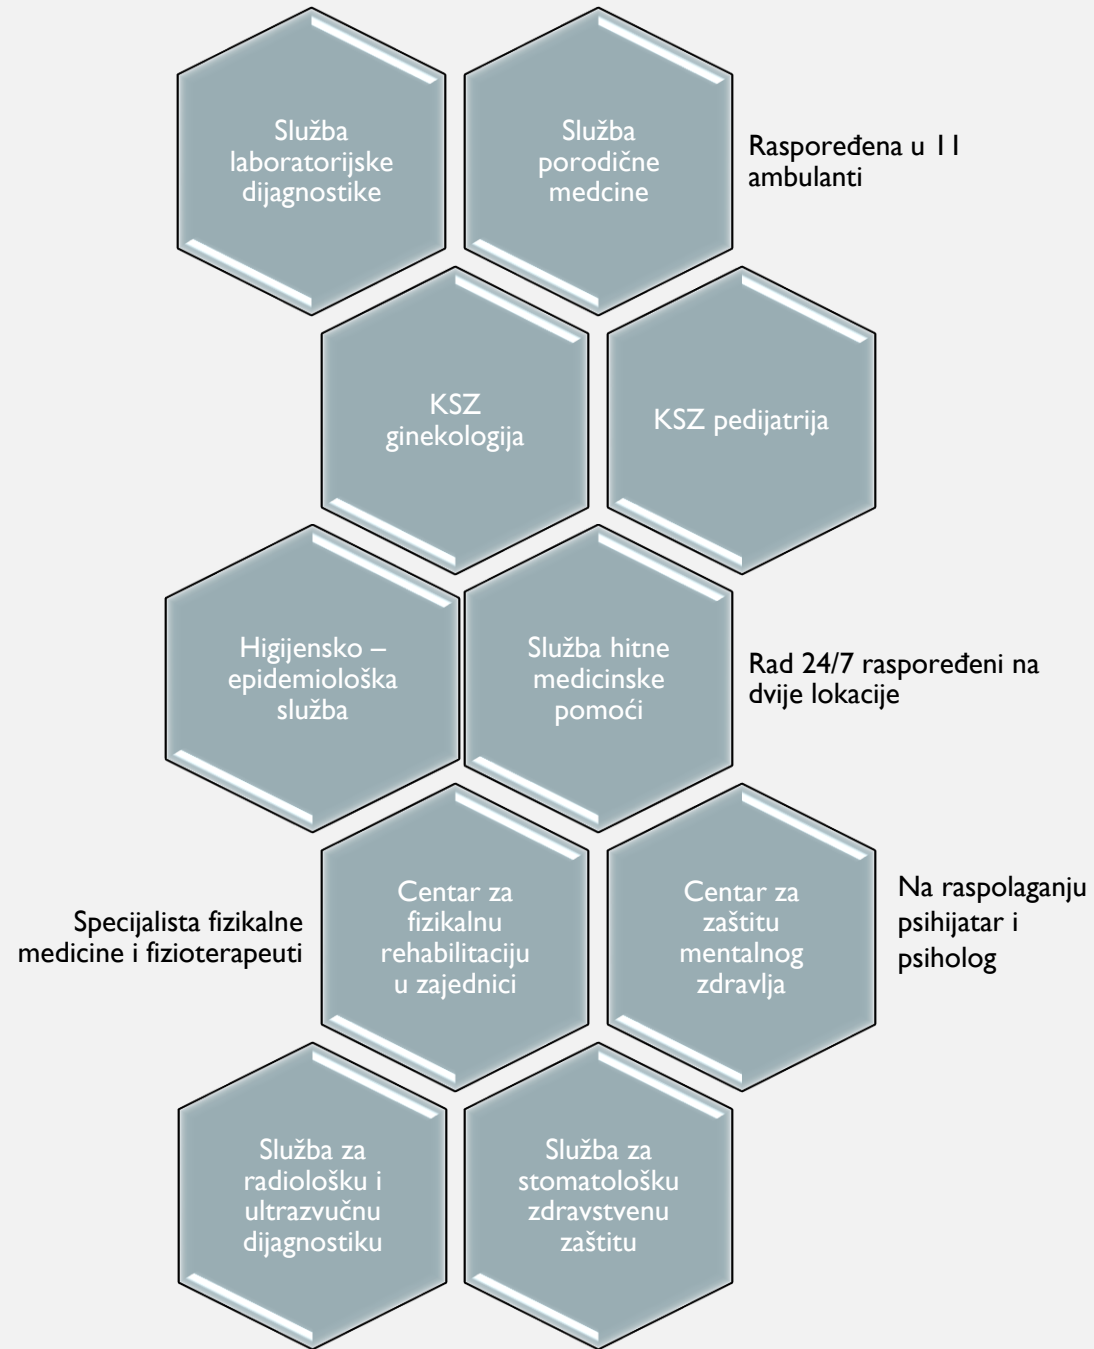 Služba
laboratorijske
dijagnostike
Služba
porodične
medcine
Raspoređena u 11
ambulanti
KSZ
ginekologija
KSZ pedijatrija
Higijensko –
epidemiološka
služba
Služba hitne
medicinske
pomoći
Rad 24/7 raspoređeni na
dvije lokacije
Specijalista fizikalne
medicine i fizioterapeuti
Centar za
fizikalnu
rehabilitaciju
u zajednici
Centar za
zaštitu
mentalnog
zdravlja
Na raspolaganju
psihijatar i
psiholog
Služba za
radiološku i
ultrazvučnu
dijagnostiku
Služba za
stomatološku
zdravstvenu
zaštitu